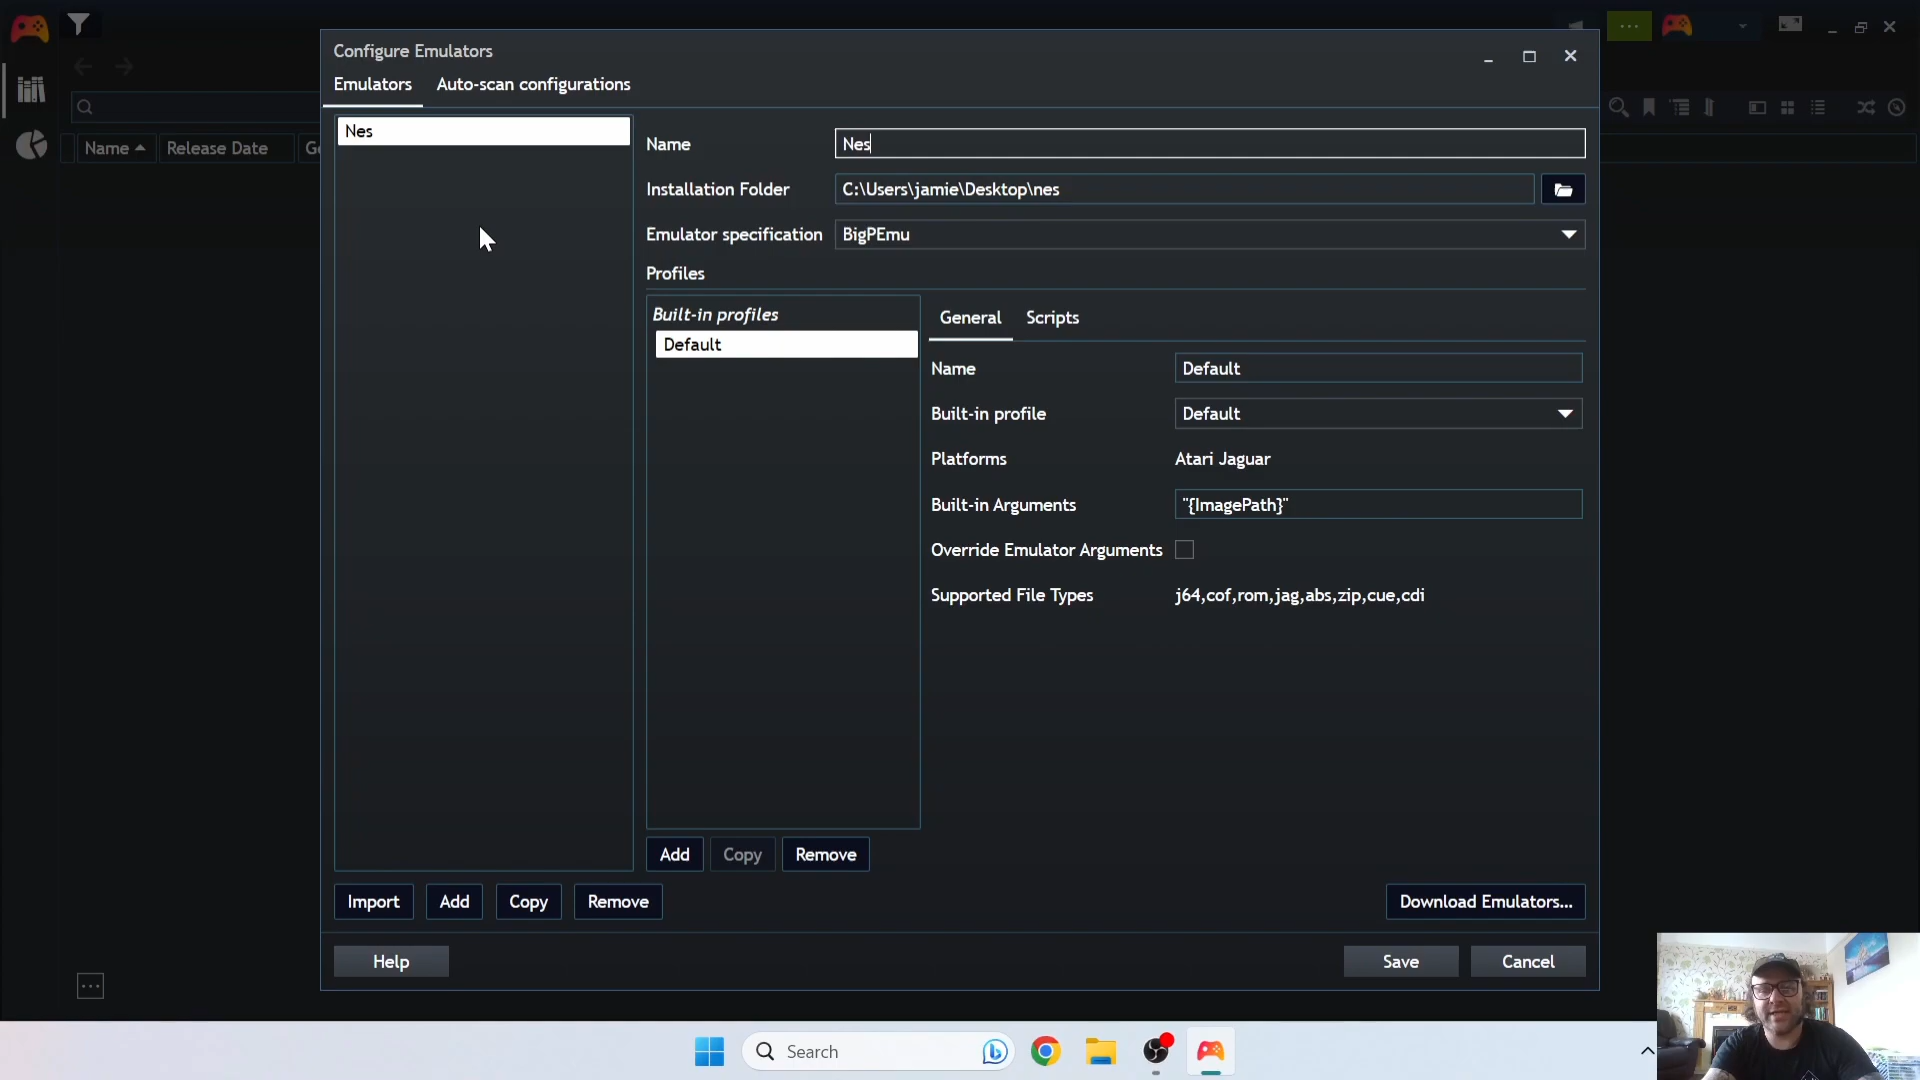 Configure Emulators
Emulators Auto-scan configurations
Nes
Name Nes
Installation Folder C:\Users\jamie\Desktop\nes
Emulator specification BigPEmu
Profiles
Built-in profiles
Default
General Scripts
Name Default
Built-in profile Default
Platforms Atari Jaguar
Built-in Arguments "{ImagePath}"
Override Emulator Arguments
Supported File Types j64,cof,rom,jag,abs,zip,cue,cdi
Add Copy Remove
Import Add Copy Remove
Download Emulators...
Help Save Cancel
Name Release Date Ge
Search